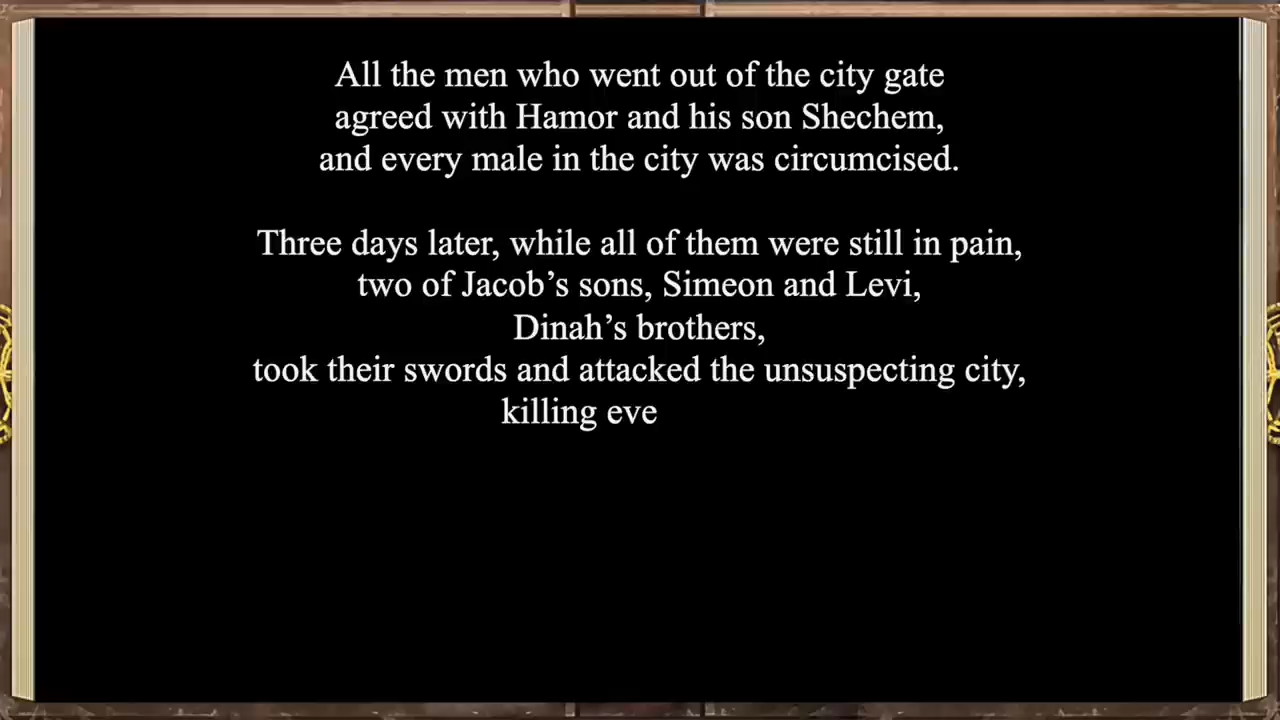 All the men who went out of the city gate
agreed with Hamor and his son Shechem,
and every male in the city was circumcised.
Three days later, while all of them were still in pain,
two of Jacob’s sons, Simeon and Levi,
Dinah’s brothers,
took their swords and attacked the unsuspecting city,
killing eve